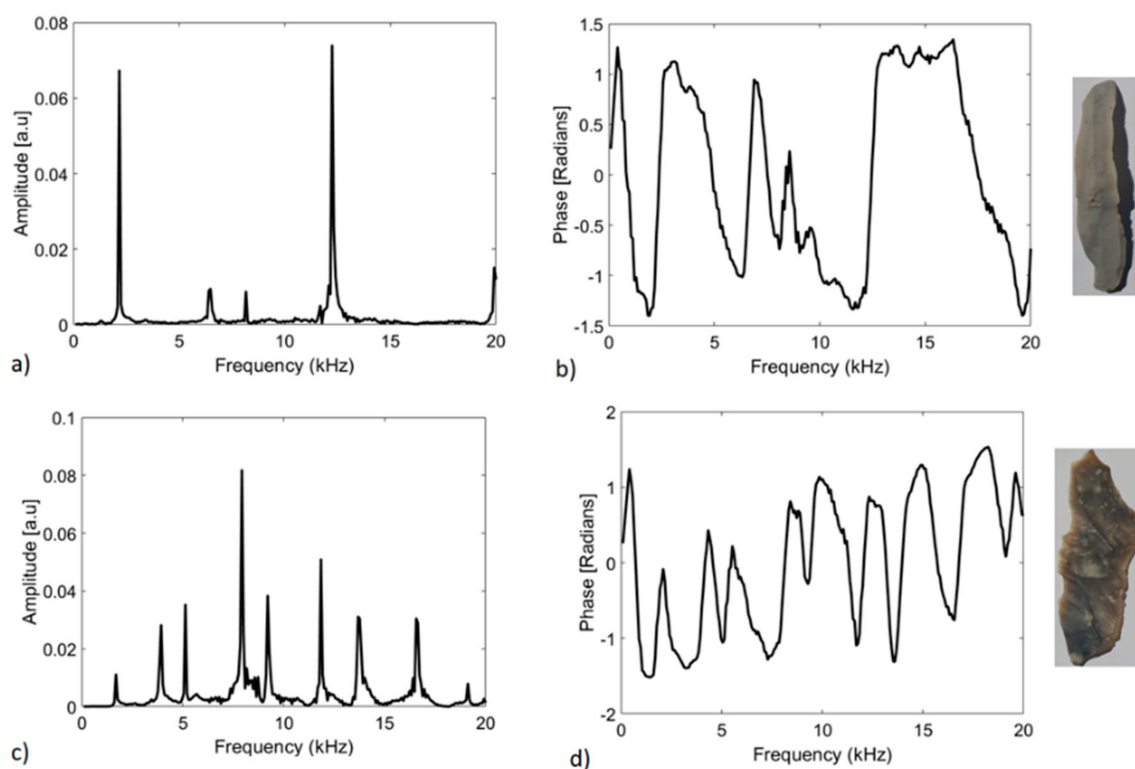 0.08
0.06
0.04
0.02
0
Amplitude [a.u]
0 5 10 15 20
Frequency (kHz)
a)
1.5
1
0.5
0
-0.5
-1
-1.5
Phase [Radians]
0 5 10 15 20
Frequency (kHz)
b)
0.1
0.08
0.06
0.04
0.02
0
Amplitude [a.u]
0 5 10 15 20
Frequency (kHz)
c)
2
1
0
-1
-2
Phase [Radians]
0 5 10 15 20
Frequency (kHz)
d)